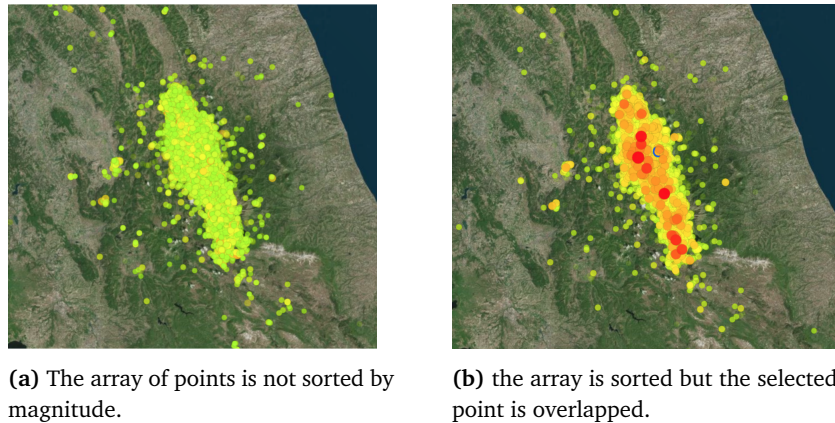 (a) The array of points is not sorted by
magnitude.
(b) the array is sorted but the selected
point is overlapped.